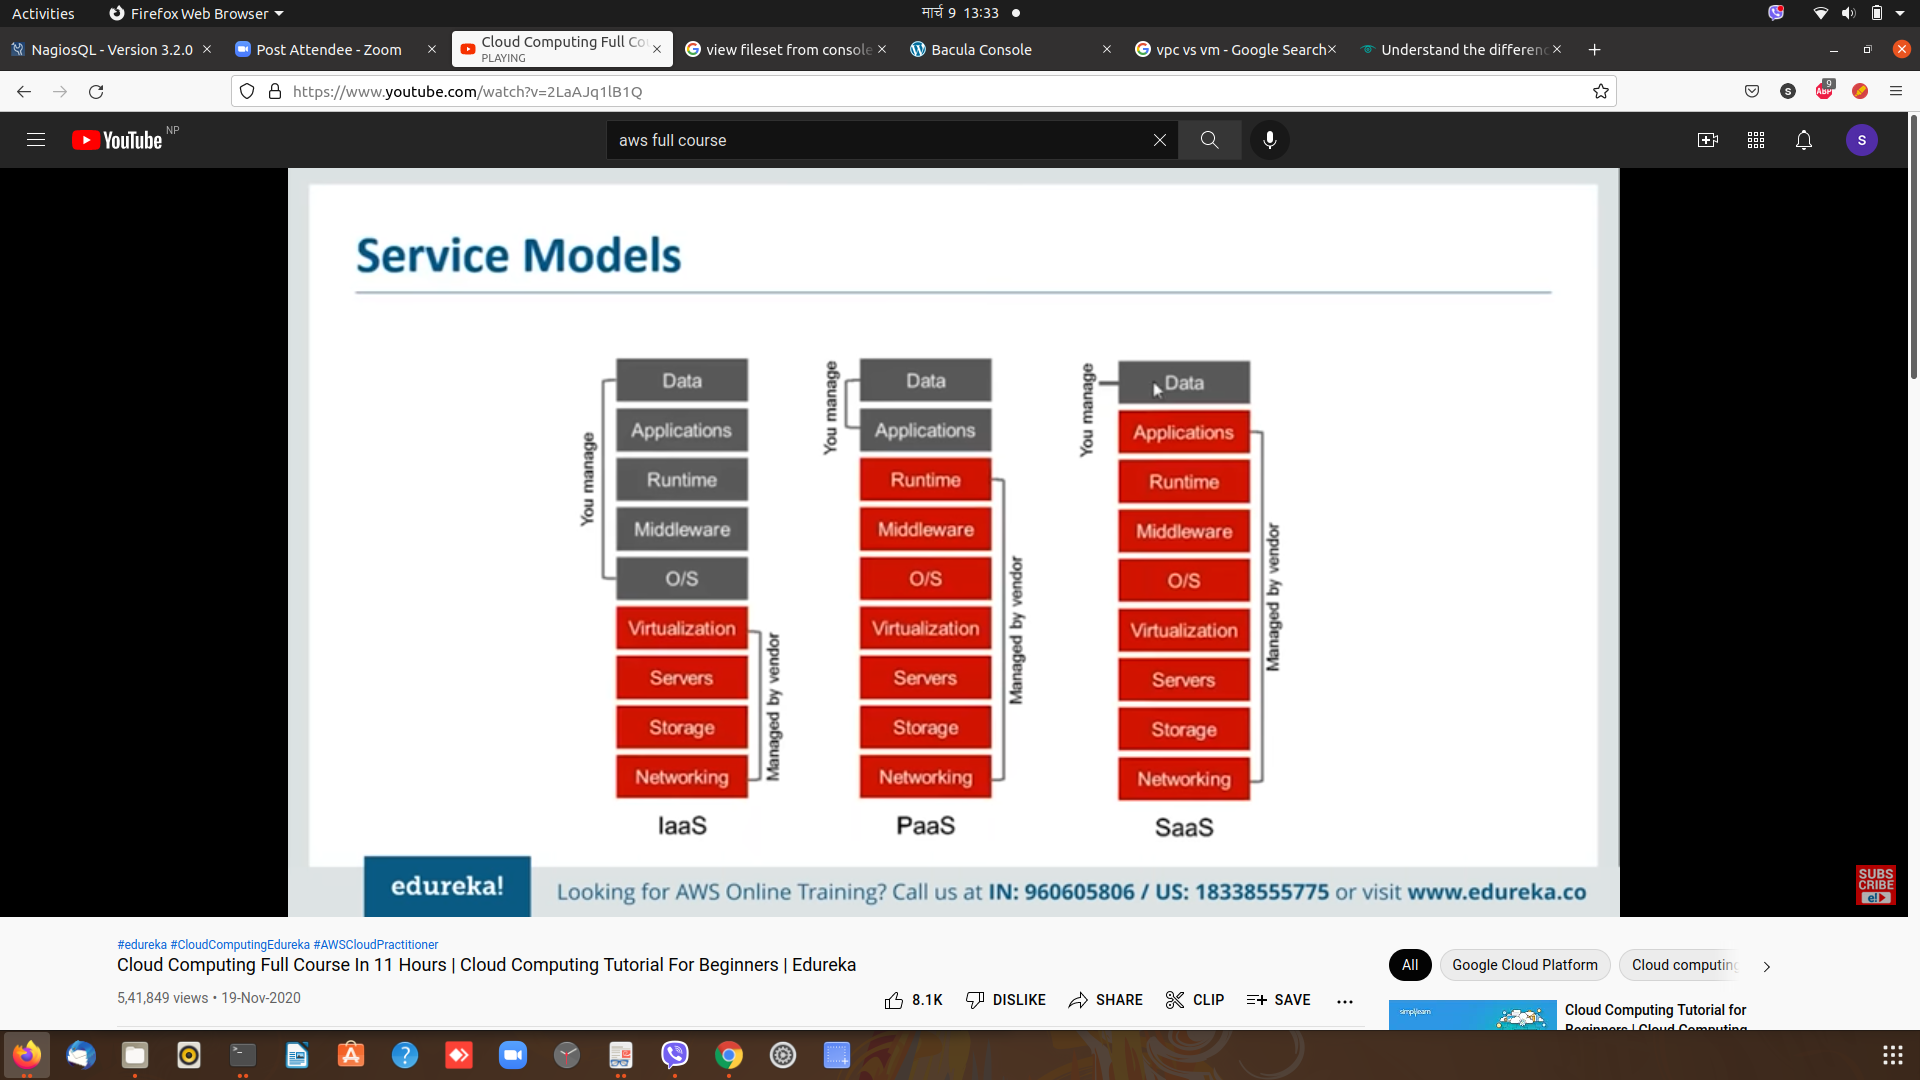 Activities
Firefox Web Browser
मार्च 9 13:33
NagiosQL - Version 3.2.0
Post Attendee - Zoom
Cloud Computing Full Co
PLAYING
view fileset from console
Bacula Console
vpc vs vm - Google Search
Understand the differenc
https://www.youtube.com/watch?v=2LaAJq1lB1Q
S
ABP
9
YouTube NP
aws full course
S
Service Models
You manage
Data
Applications
Runtime
Middleware
O/S
Virtualization
Servers
Storage
Networking
Managed by vendor
IaaS
You manage
Data
Applications
Runtime
Middleware
O/S
Virtualization
Servers
Storage
Networking
Managed by vendor
PaaS
You manage
Data
Applications
Runtime
Middleware
O/S
Virtualization
Servers
Storage
Networking
Managed by vendor
SaaS
edureka!
Looking for AWS Online Training? Call us at IN: 960605806 / US: 18338555775 or visit www.edureka.co
SUBS
CRIBE
e!
#edureka #CloudComputingEdureka #AWSCloudPractitioner
Cloud Computing Full Course In 11 Hours | Cloud Computing Tutorial For Beginners | Edureka
5,41,849 views • 19-Nov-2020
8.1K
DISLIKE
SHARE
CLIP
SAVE
All
Google Cloud Platform
Cloud computing
simplilearn
Cloud Computing Tutorial for
Beginners | Cloud Computing